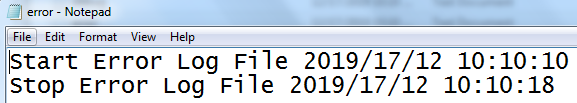 error - Notepad
File Edit Format View Help
Start Error Log File 2019/17/12 10:10:10
Stop Error Log File 2019/17/12 10:10:18